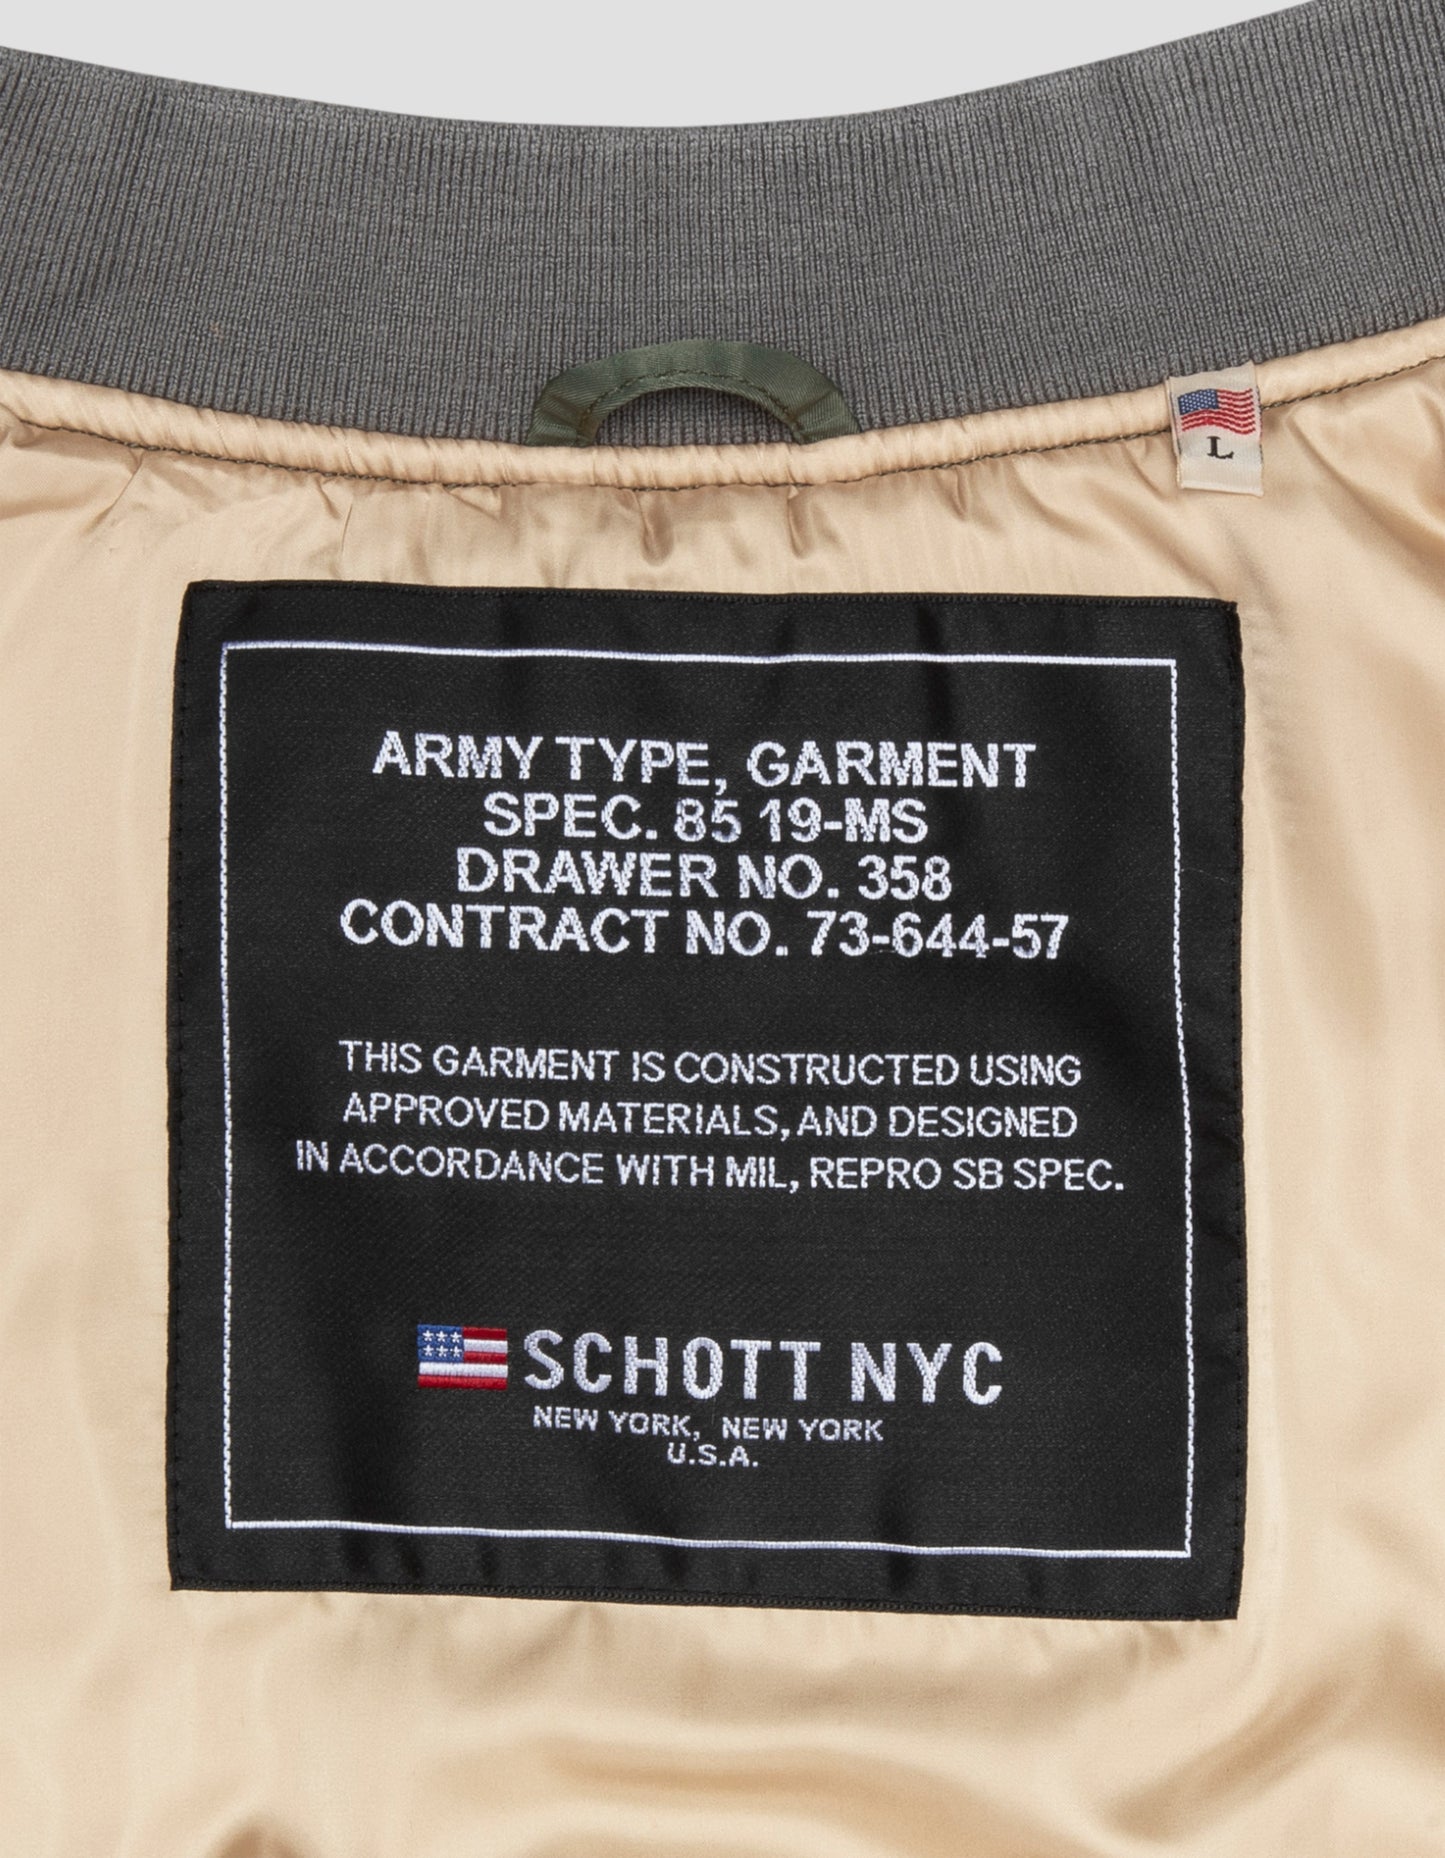 L
ARMY TYPE, GARMENT
SPEC. 85 19-MS
DRAWER NO. 358
CONTRACT NO. 73-644-57
THIS GARMENT IS CONSTRUCTED USING
APPROVED MATERIALS, AND DESIGNED
IN ACCORDANCE WITH MIL, REPRO SB SPEC.
SCHOTT NYC
NEW YORK, NEW YORK
U.S.A.